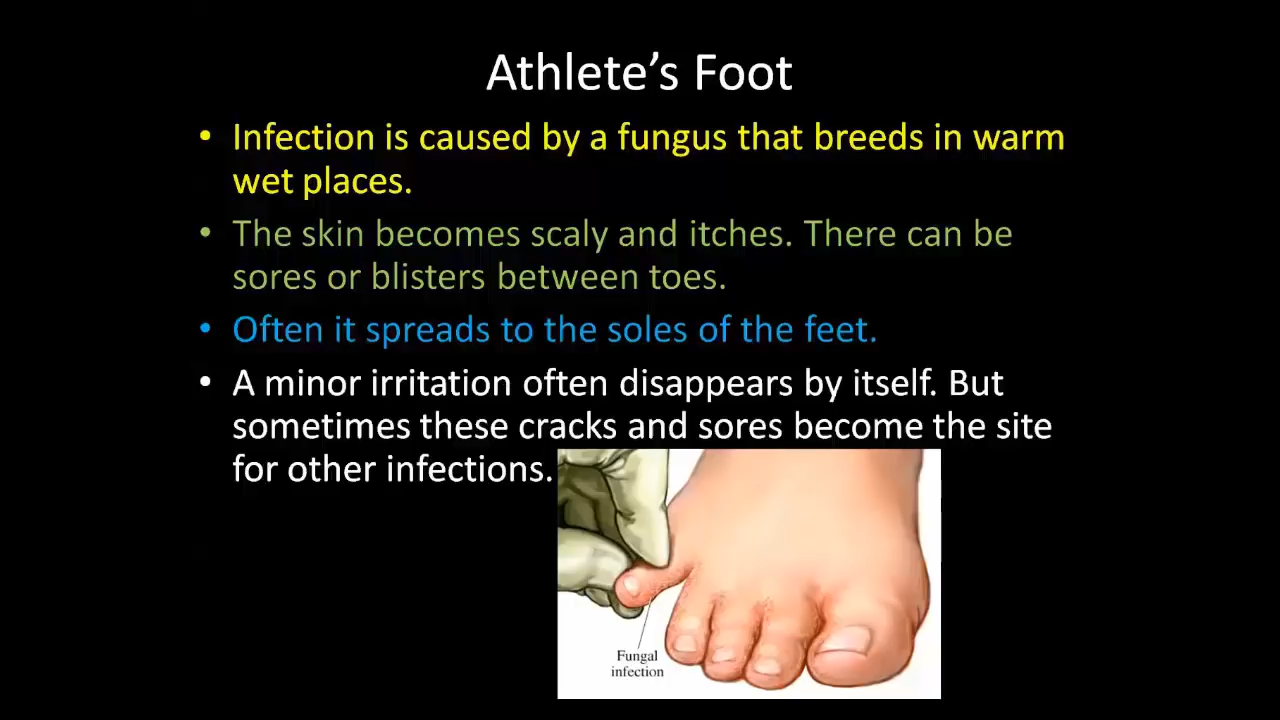 Athlete’s Foot
• Infection is caused by a fungus that breeds in warm
wet places.
• The skin becomes scaly and itches. There can be
sores or blisters between toes.
• Often it spreads to the soles of the feet.
• A minor irritation often disappears by itself. But
sometimes these cracks and sores become the site
for other infections.
Fungal
infection